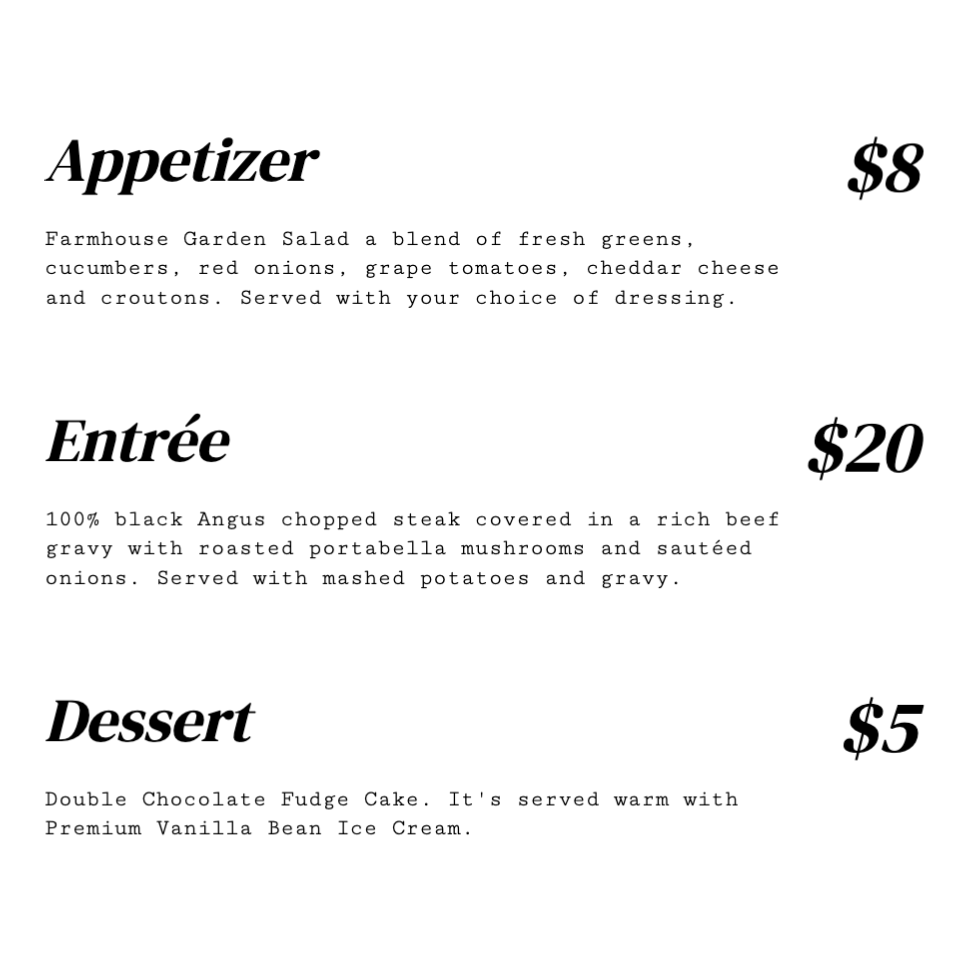 Appetizer $8
Farmhouse Garden Salad a blend of fresh greens,
cucumbers, red onions, grape tomatoes, cheddar cheese
and croutons. Served with your choice of dressing.
Entrée $20
100% black Angus chopped steak covered in a rich beef
gravy with roasted portabella mushrooms and sautéed
onions. Served with mashed potatoes and gravy.
Dessert $5
Double Chocolate Fudge Cake. It's served warm with
Premium Vanilla Bean Ice Cream.